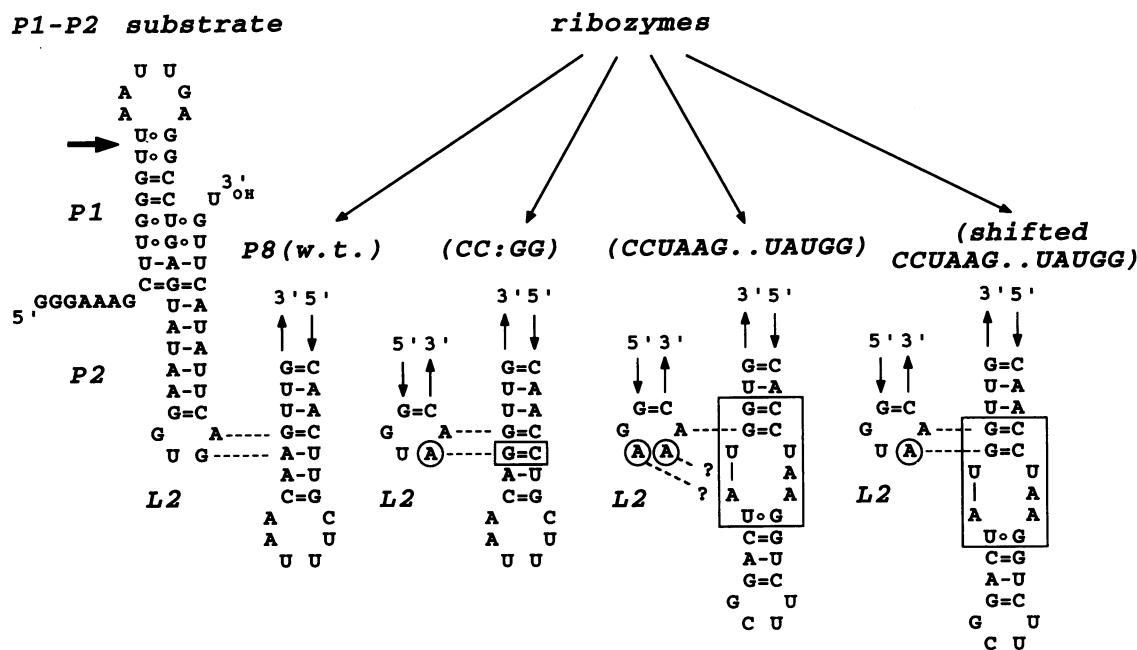 P1-P2 substrate
ribozymes
U U
A G
A A
U∘G
U∘G
G=C
G=C U 3' OH
P1
G∘U∘G
U∘G∘U
U-A-U
C=G=C
5' GGGAAAG
U-A
A-U
U-A
P2
A-U
A-U
G=C
G A
U G
L2
P8(w.t.)
3' 5'
G=C
U-A
U-A
G=C
A-U
A-U
C=G
A C
A U
U U
(CC:GG)
5' 3'
G=C
G A
U A
L2
3' 5'
G=C
U-A
U-A
G=C
G=C
A-U
C=G
A C
A U
U U
(CCUAAG..UAUGG)
5' 3'
G=C
G A
A A
?
?
L2
3' 5'
G=C
U-A
G=C
G=C
U U
A
A A
U∘G
C=G
A-U
G=C
G U
C U
(shifted
CCUAAG..UAUGG)
5' 3'
G=C
G A
U A
L2
3' 5'
G=C
U-A
U-A
G=C
G=C
U U
A
A A
U∘G
C=G
A-U
G=C
G U
C U